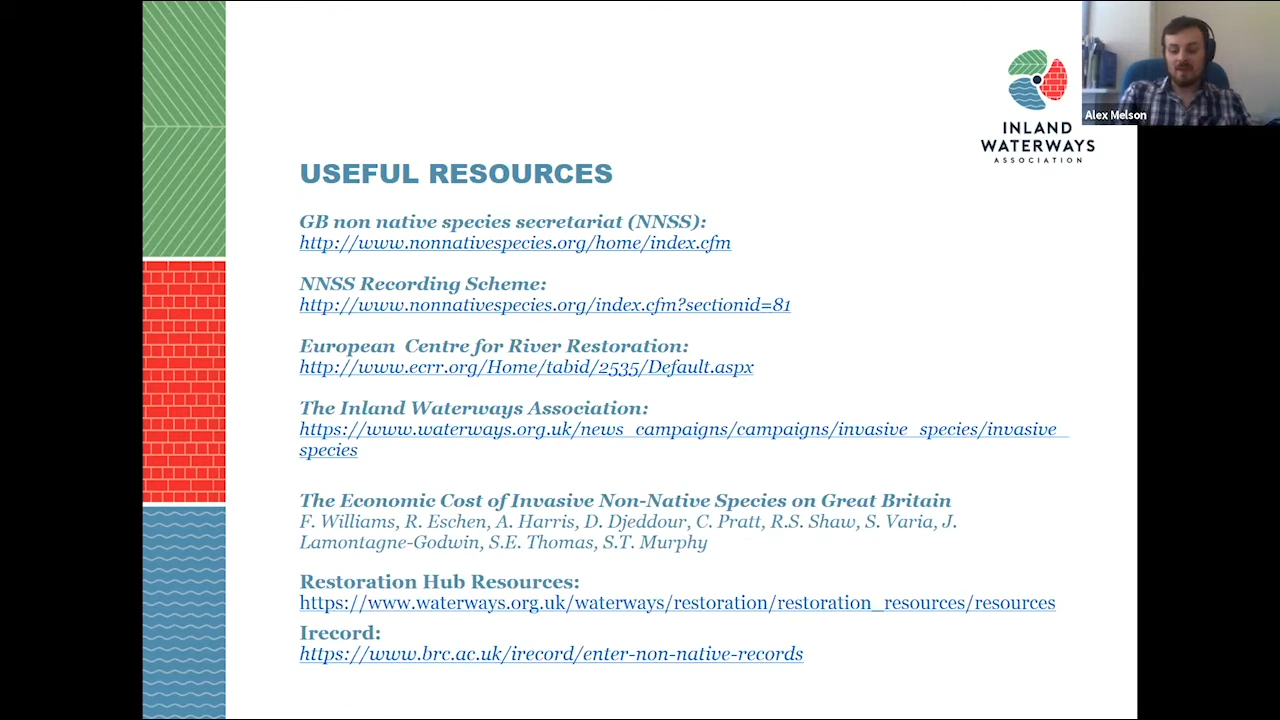 INLAND
WATERWAYS
ASSOCIATION
Alex Melson
USEFUL RESOURCES
GB non native species secretariat (NNSS):
http://www.nonnativespecies.org/home/index.cfm
NNSS Recording Scheme:
http://www.nonnativespecies.org/index.cfm?sectionid=81
European Centre for River Restoration:
http://www.ecrr.org/Home/tabid/2535/Default.aspx
The Inland Waterways Association:
https://www.waterways.org.uk/news_campaigns/campaigns/invasive_species/invasive_
species
The Economic Cost of Invasive Non-Native Species on Great Britain
F. Williams, R. Eschen, A. Harris, D. Djeddour, C. Pratt, R.S. Shaw, S. Varia, J.
Lamontagne-Godwin, S.E. Thomas, S.T. Murphy
Restoration Hub Resources:
https://www.waterways.org.uk/waterways/restoration/restoration_resources/resources
Irecord:
https://www.brc.ac.uk/irecord/enter-non-native-records